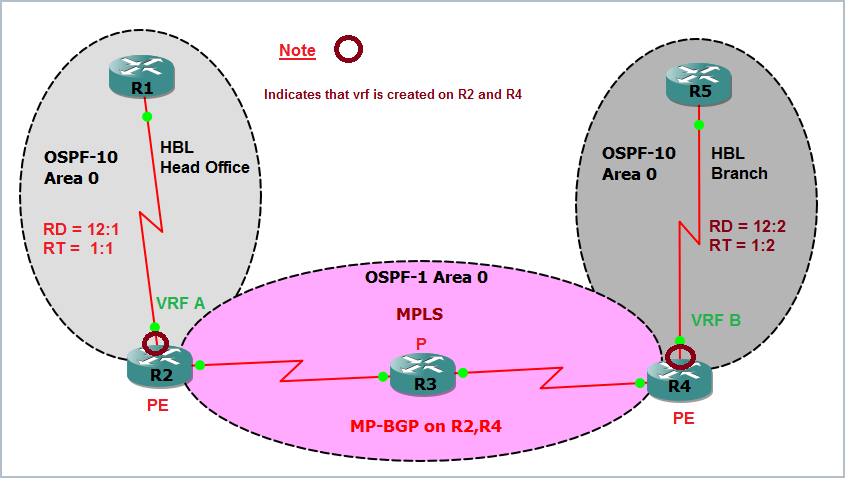 Note
Indicates that vrf is created on R2 and R4
R1
OSPF-10
Area 0
HBL
Head Office
RD = 12:1
RT = 1:1
VRF A
R2
PE
R5
OSPF-10
Area 0
HBL
Branch
RD = 12:2
RT = 1:2
VRF B
R4
PE
OSPF-1 Area 0
MPLS
P
R3
MP-BGP on R2,R4